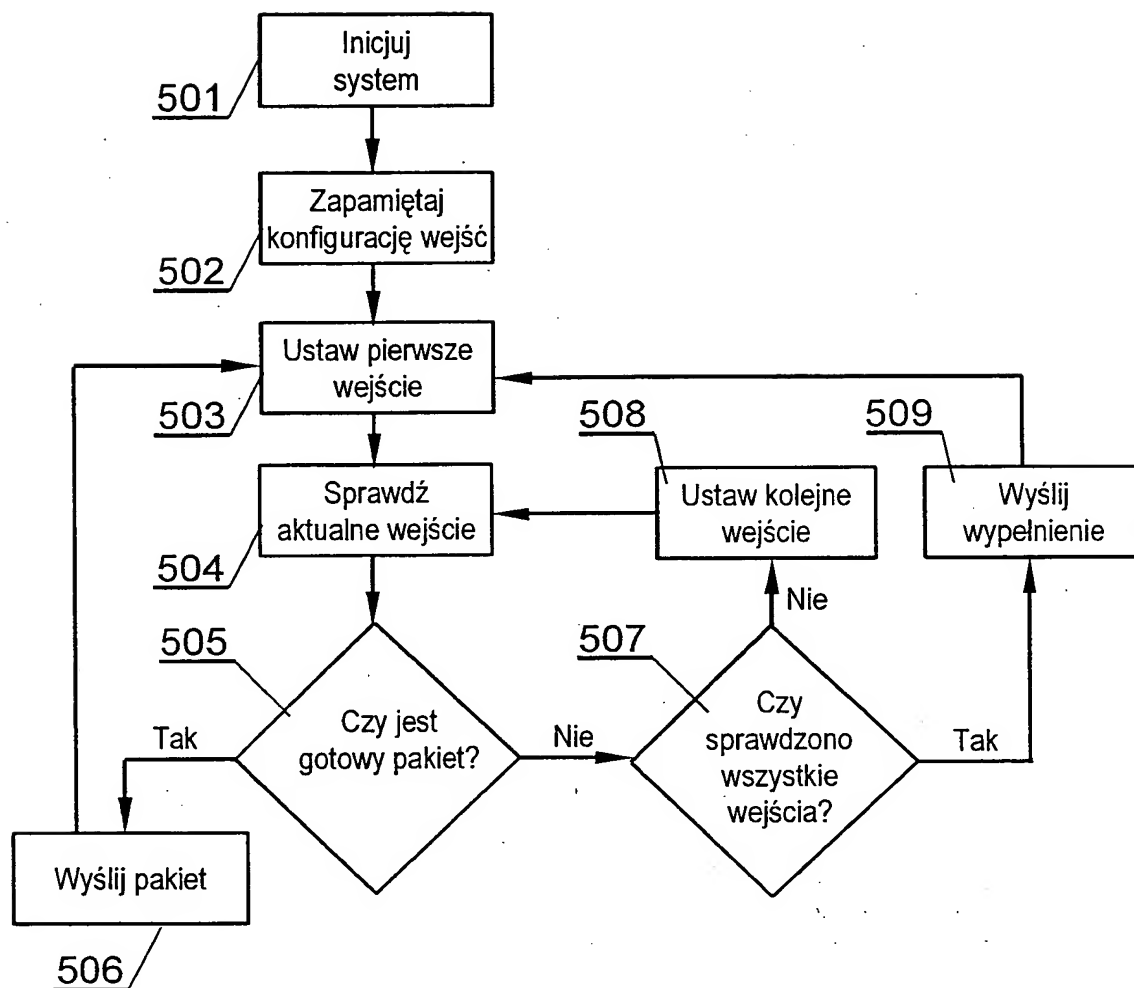 Inicjuj
system
501
Zapamiętaj
konfigurację wejść
502
Ustaw pierwsze
wejście
503
508
509
Sprawdź
aktualne wejście
504
Ustaw kolejne
wejście
Wyślij
wypełnienie
Nie
505
507
Czy jest
gotowy pakiet?
Tak
Nie
Czy
sprawdzono
wszystkie
wejścia?
Tak
Wyślij pakiet
506